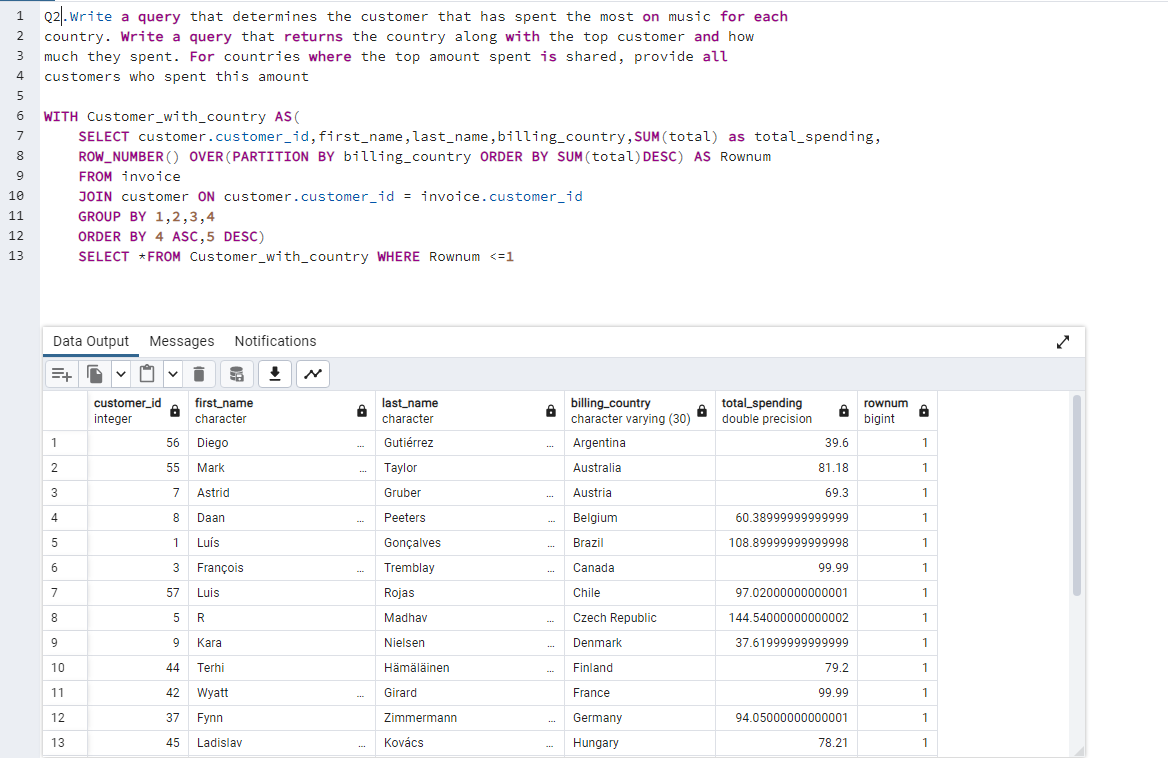 1 Q2.Write a query that determines the customer that has spent the most on music for each
2 country. Write a query that returns the country along with the top customer and how
3 much they spent. For countries where the top amount spent is shared, provide all
4 customers who spent this amount
5
6 WITH Customer_with_country AS(
7 SELECT customer.customer_id,first_name,last_name,billing_country,SUM(total) as total_spending,
8 ROW_NUMBER() OVER(PARTITION BY billing_country ORDER BY SUM(total)DESC) AS Rownum
9 FROM invoice
10 JOIN customer ON customer.customer_id = invoice.customer_id
11 GROUP BY 1,2,3,4
12 ORDER BY 4 ASC,5 DESC)
13 SELECT *FROM Customer_with_country WHERE Rownum <=1
Data Output Messages Notifications
customer_id first_name last_name billing_country total_spending rownum
integer character character character varying (30) double precision bigint
1 56 Diego ... Gutiérrez ... Argentina 39.6 1
2 55 Mark ... Taylor Australia 81.18 1
3 7 Astrid Gruber ... Austria 69.3 1
4 8 Daan ... Peeters ... Belgium 60.38999999999999 1
5 1 Luís Gonçalves ... Brazil 108.89999999999998 1
6 3 François ... Tremblay ... Canada 99.99 1
7 57 Luis Rojas Chile 97.02000000000001 1
8 5 R Madhav ... Czech Republic 144.54000000000002 1
9 9 Kara Nielsen ... Denmark 37.61999999999999 1
10 44 Terhi Hämäläinen ... Finland 79.2 1
11 42 Wyatt ... Girard France 99.99 1
12 37 Fynn Zimmermann ... Germany 94.05000000000001 1
13 45 Ladislav ... Kovács ... Hungary 78.21 1